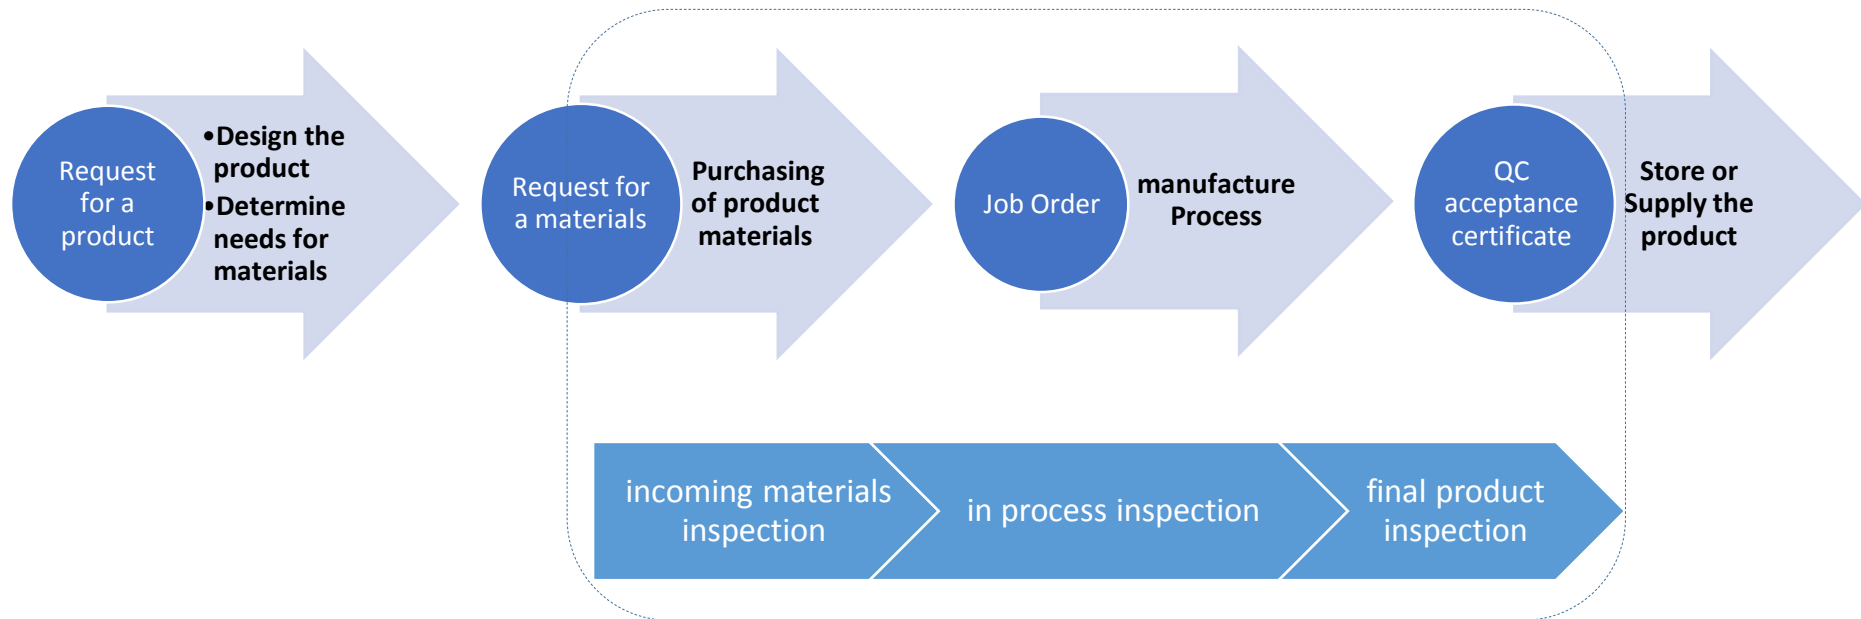 Request
for a
product
•Design the
product
•Determine
needs for
materials
Request for
a materials
Purchasing
of product
materials
Job Order
manufacture
Process
QC
acceptance
certificate
Store or
Supply the
product
incoming materials
inspection
in process inspection
final product
inspection